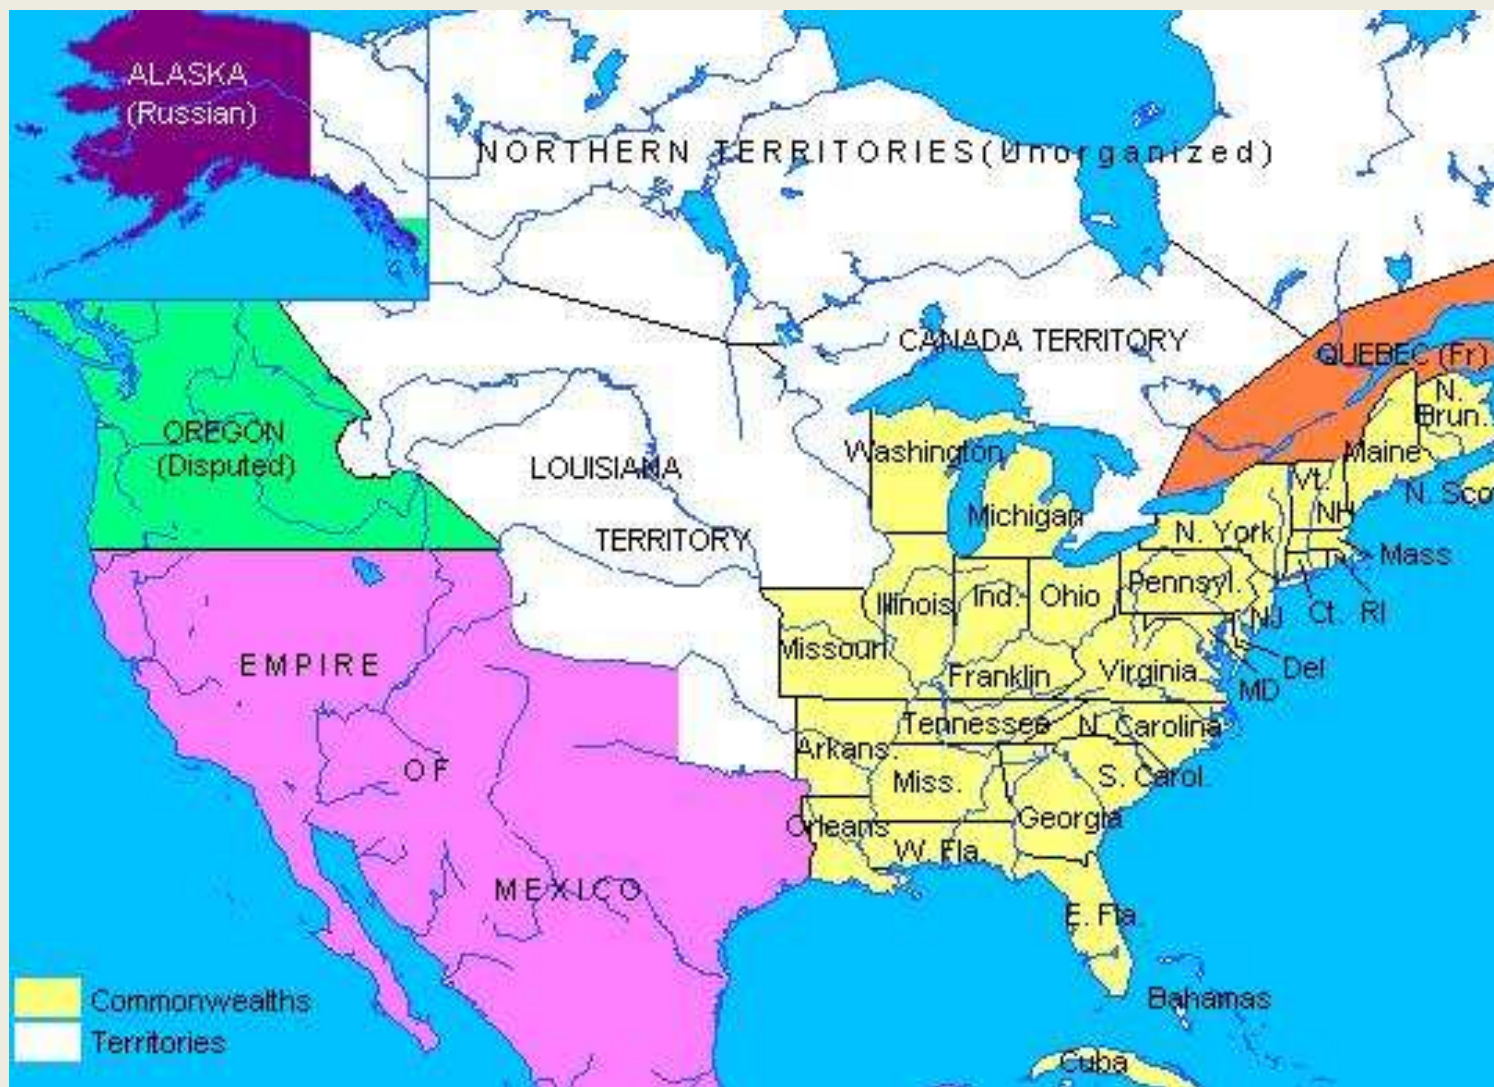 ALASKA
(Russian)
NORTHERN TERRITORIES(Unorganized)
CANADA TERRITORY
QUEBEC (Fr)
N.
Brun.
OREGON
(Disputed)
LOUISIANA
TERRITORY
Washington
Michigan
Maine
Vt.
NH
N. Sco
N. York
Mass
Illinois
Ind.
Ohio
Pennsyl.
NJ
Ct.
RI
Missouri
Franklin
Virginia
Del
MD
EMPIRE
OF
MEXICO
Tennessee
N. Carolina
Arkans.
Miss.
S. Carol.
Orleans
Georgia
W. Fla.
E. Fla.
Bahamas
Cuba
Commonwealths
Territories